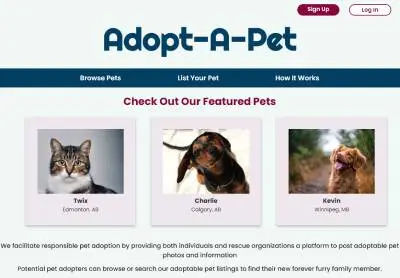 Sign Up
Log In
Adopt-A-Pet
Browse Pets
List Your Pet
How It Works
Check Out Our Featured Pets
Twix
Edmonton, AB
Charlie
Calgary, AB
Kevin
Winnipeg, MB
We facilitate responsible pet adoption by providing both individuals and rescue organizations a platform to post adoptable pet
photos and information
Potential pet adopters can browse or search our adoptable pet listings to find their new forever furry family member.